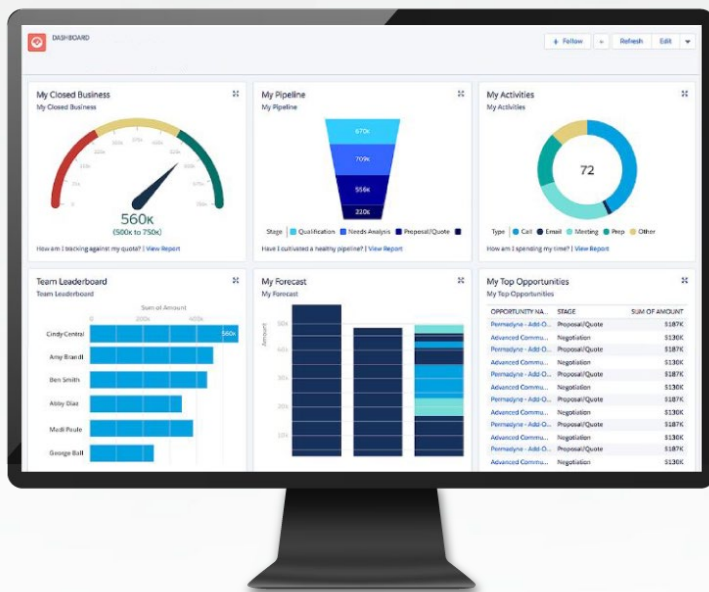 DASHBOARD
+ Follow
+
Refresh
Edit
My Closed Business
My Closed Business
560K
(500k to 750k)
How am I tracking against my quota? | View Report
My Pipeline
My Pipeline
670k
709k
556k
220k
Stage Qualification Needs Analysis Proposal/Quote
Have I cultivated a healthy pipeline? | View Report
My Activities
My Activities
72
Type Call Email Meeting Prep Other
How am I spending my time? | View Report
Team Leaderboard
Team Leaderboard
Sum of Amount
0 200k 400k
Cindy Central 560k
Amy Brandl
Ben Smith
Abby Diaz
George Ball
My Forecast
My Forecast
Amount
My Top Opportunities
My Top Opportunities
OPPORTUNITY NA... STAGE SUM OF AMOUNT
Permadyne - Add-O... Proposal/Quote $187K
Advanced Commu... Negotiation $130K
Advanced Commu... Negotiation $130K
Advanced Commu... Negotiation $130K
Permadyne - Add-O... Proposal/Quote $187K
Advanced Commu... Negotiation $130K
Permadyne - Add-O... Proposal/Quote $187K
Advanced Commu... Negotiation $130K
Permadyne - Add-O... Proposal/Quote $187K
Advanced Commu... Negotiation $130K
Permadyne - Add-O... Proposal/Quote $187K
Advanced Commu... Negotiation $130K